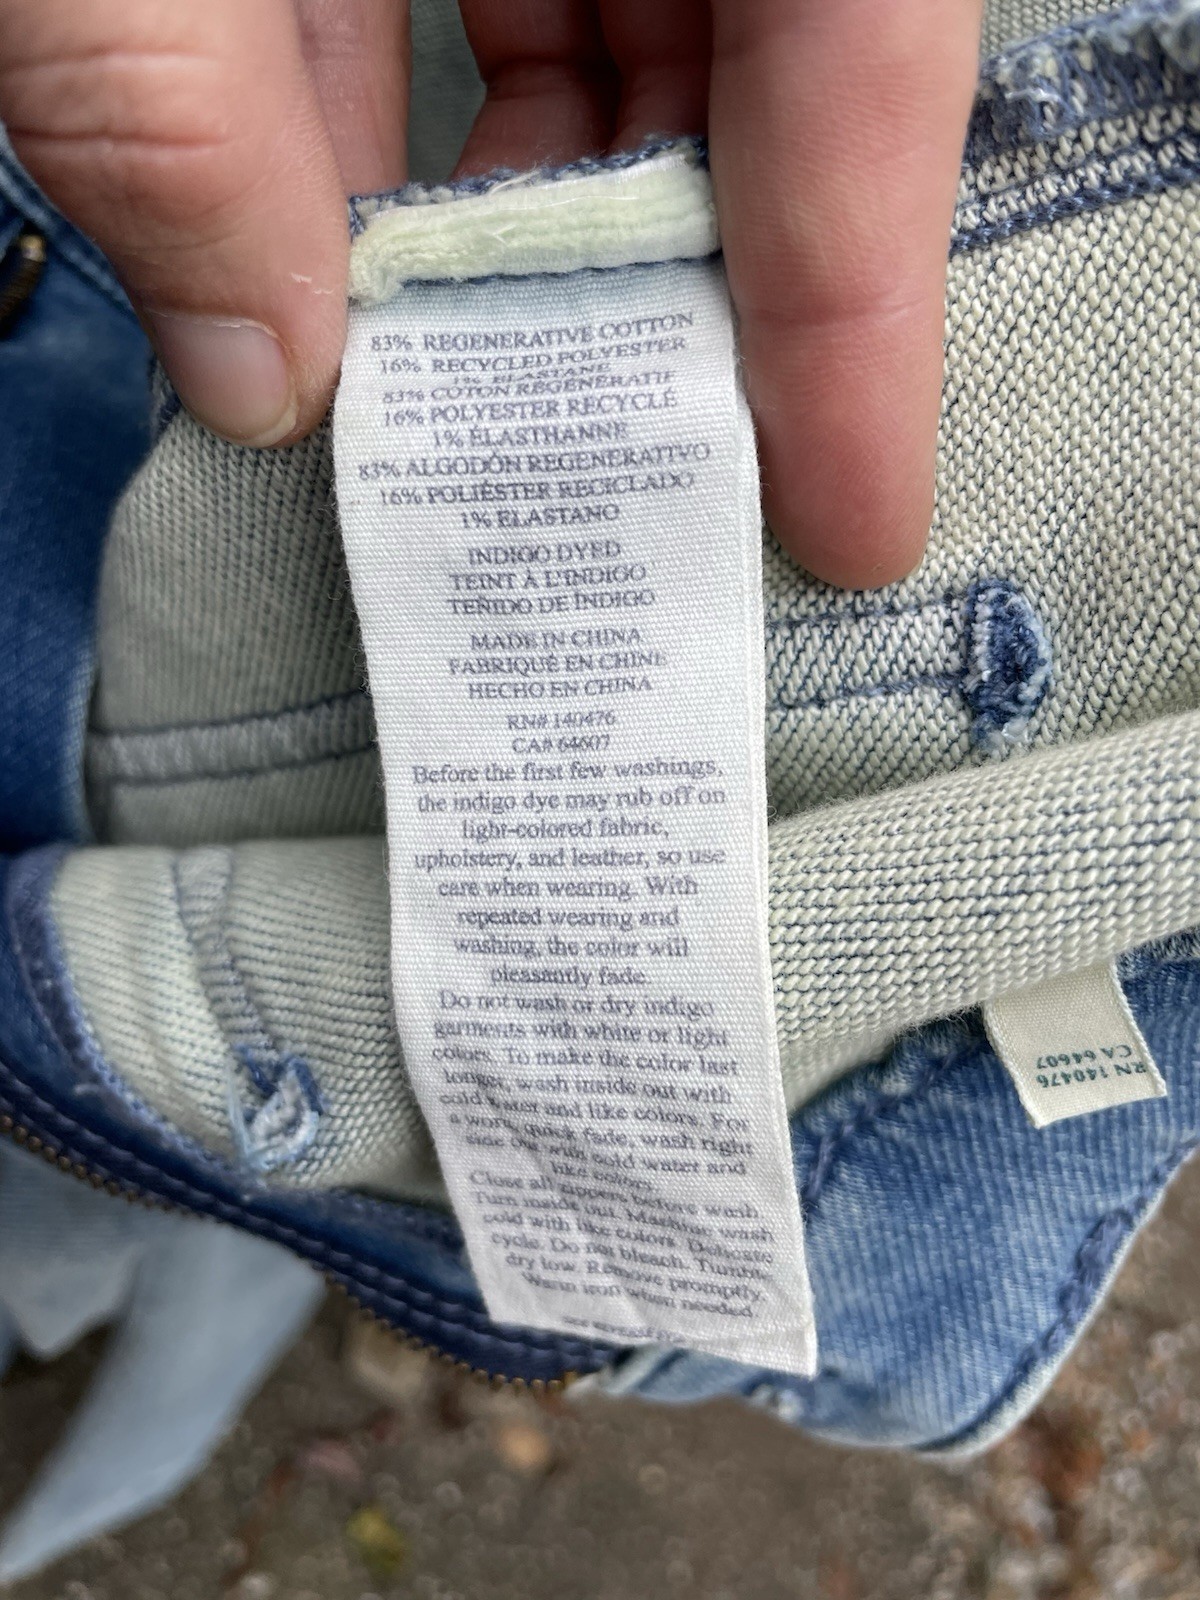 83% REGENERATIVE COTTON
16% RECYCLED POLYESTER
1% ELASTANE
83% COTON RÉGÉNÉRATIF
16% POLYESTER RECYCLÉ
1% ÉLASTHANNE
83% ALGODÓN REGENERATIVO
16% POLIÉSTER RECICLADO
1% ELASTANO
INDIGO DYED
TEINT À L'INDIGO
TEÑIDO DE ÍNDIGO
MADE IN CHINA
FABRIQUÉ EN CHINE
HECHO EN CHINA
RN# 140476
CA# 64607
Before the first few washings,
the indigo dye may rub off on
light-colored fabric,
upholstery, and leather, so use
care when wearing. With
repeated wearing and
washing, the color will
pleasantly fade.
Do not wash or dry indigo
garments with white or light
colors. To make the color last
longer, wash inside out with
cold water and like colors. For
a worn, quick fade, wash right
side out with cold water and
like colors.
Close all zippers before wash.
Turn inside out. Machine wash
cold with like colors. Delicate
cycle. Do not bleach. Tumble
dry low. Remove promptly.
Warm iron when needed.
RN 140476
CA 64607